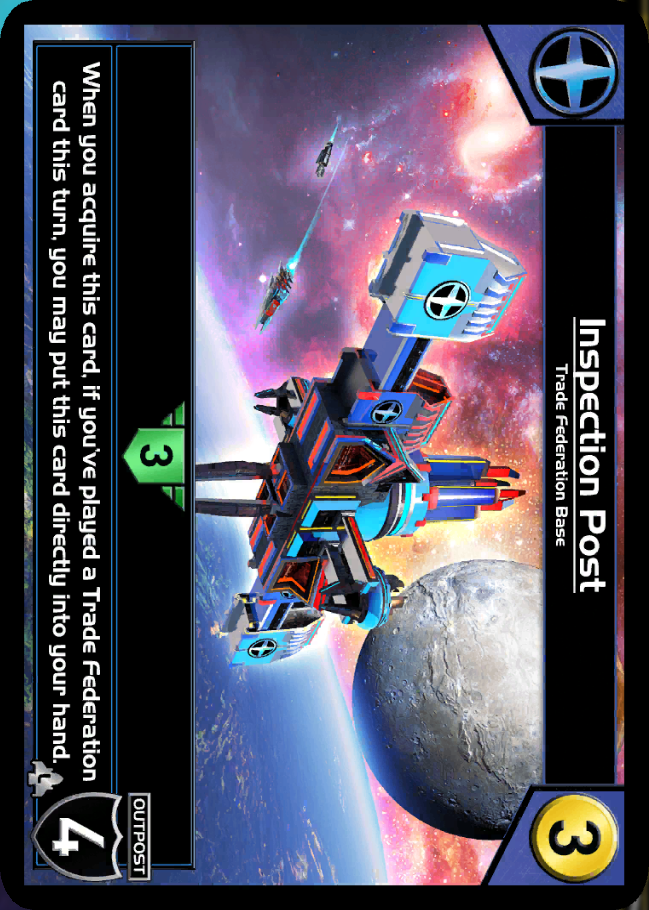 Inspection Post
Trade Federation Base
3
3
When you acquire this card, if you've played a Trade Federation
card this turn, you may put this card directly into your hand.
OUTPOST
4